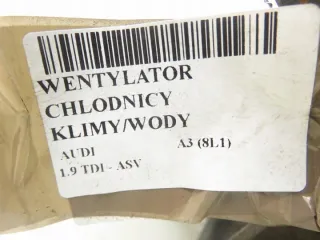 WENTYLATOR
CHLODNICY
KLIMY/WODY
AUDI A3 (8L1)
1.9 TDI - ASV